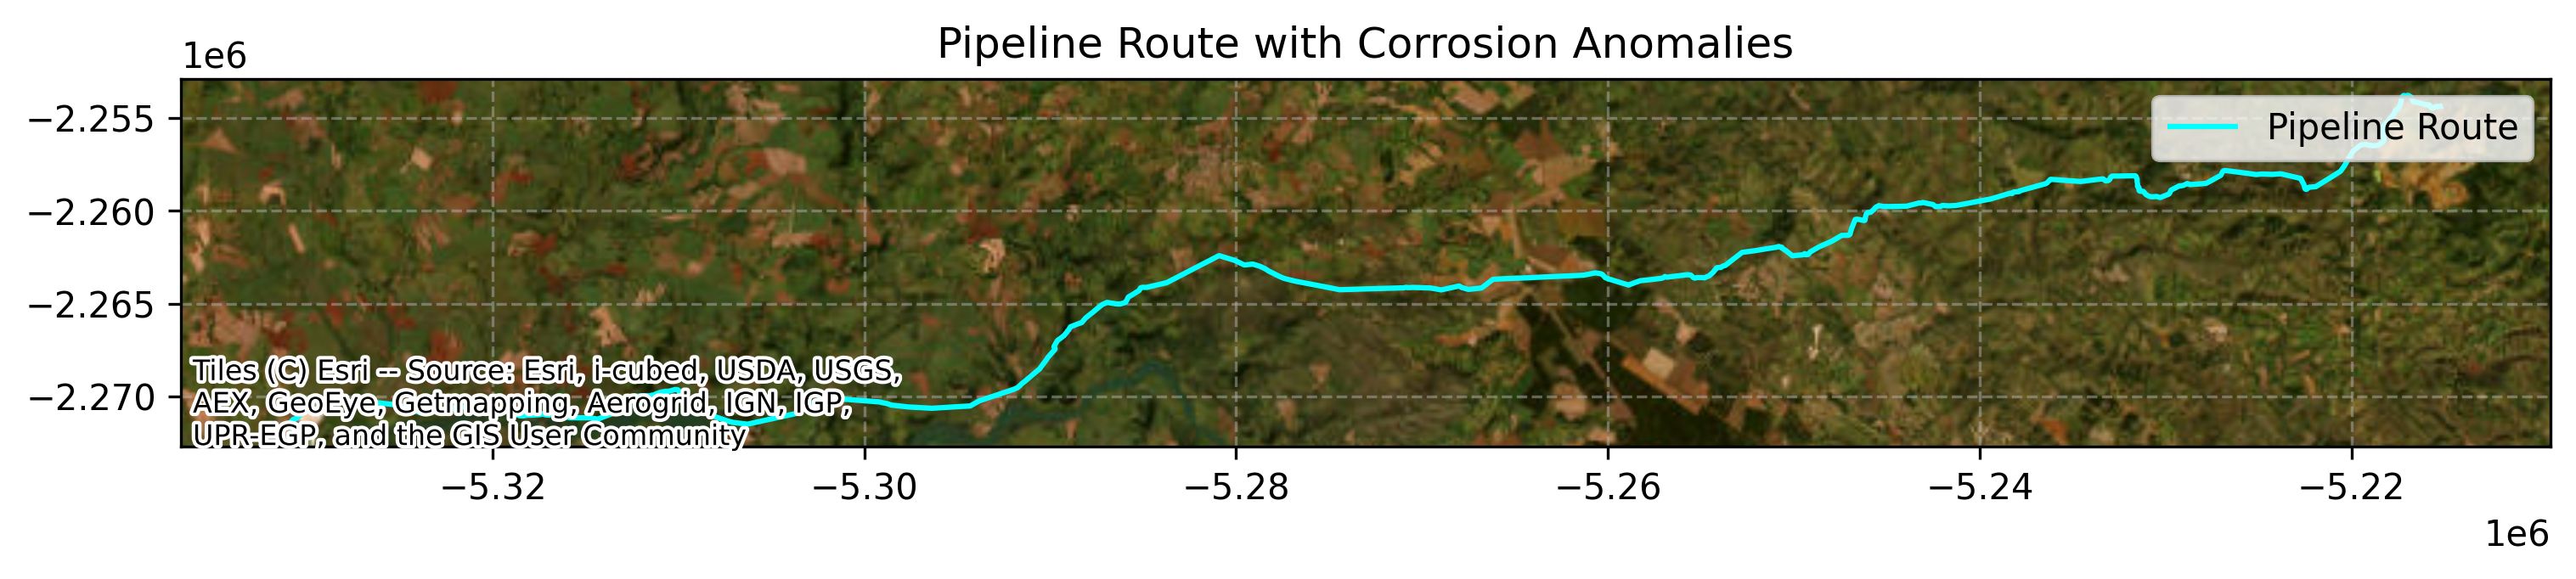 Pipeline Route with Corrosion Anomalies
1e6
−2.255
−2.260
−2.265
−2.270
Pipeline Route
Tiles (C) Esri -- Source: Esri, i-cubed, USDA, USGS,
AEX, GeoEye, Getmapping, Aerogrid, IGN, IGP,
UPR-EGP, and the GIS User Community
−5.32
−5.30
−5.28
−5.26
−5.24
−5.22
1e6